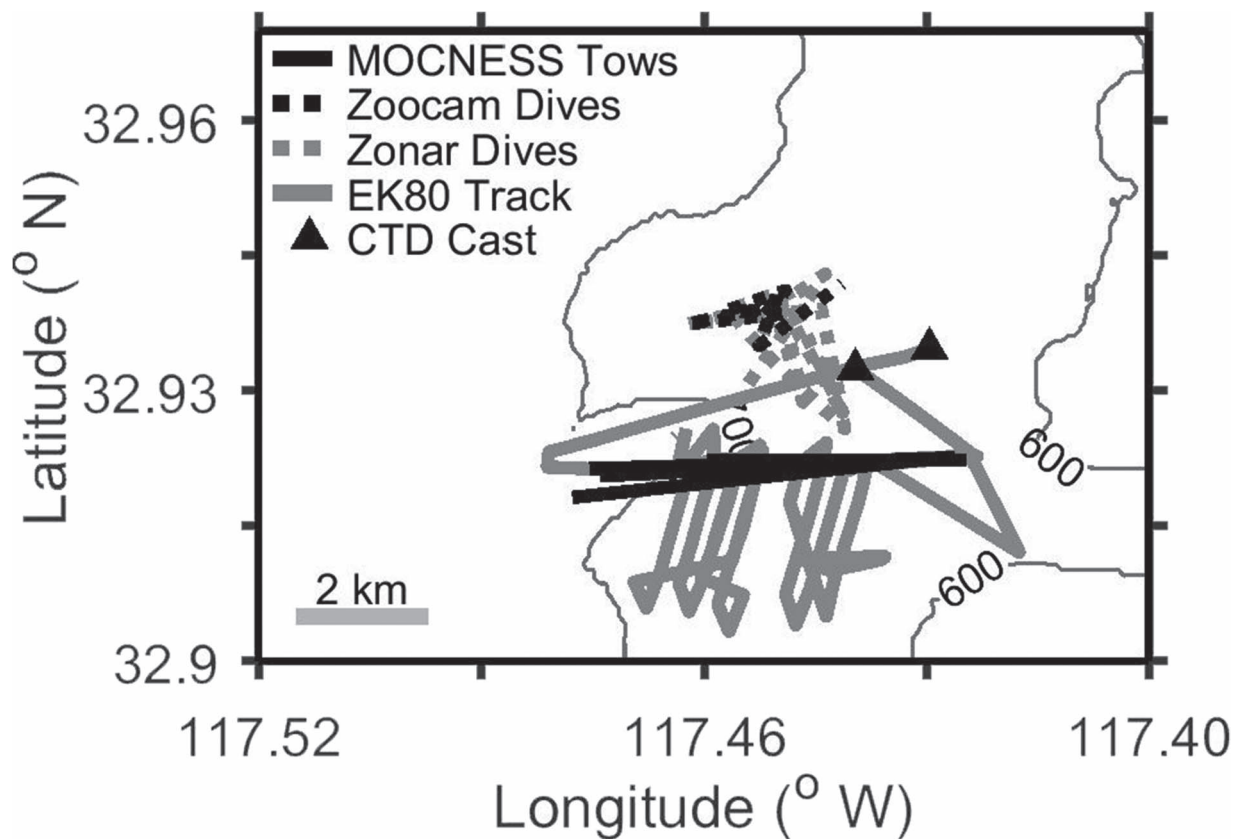 MOCNESS Tows
Zoocam Dives
Zonar Dives
EK80 Track
CTD Cast
32.96
32.93
32.9
Latitude (° N)
600
600
2 km
117.52
117.46
117.40
Longitude (° W)